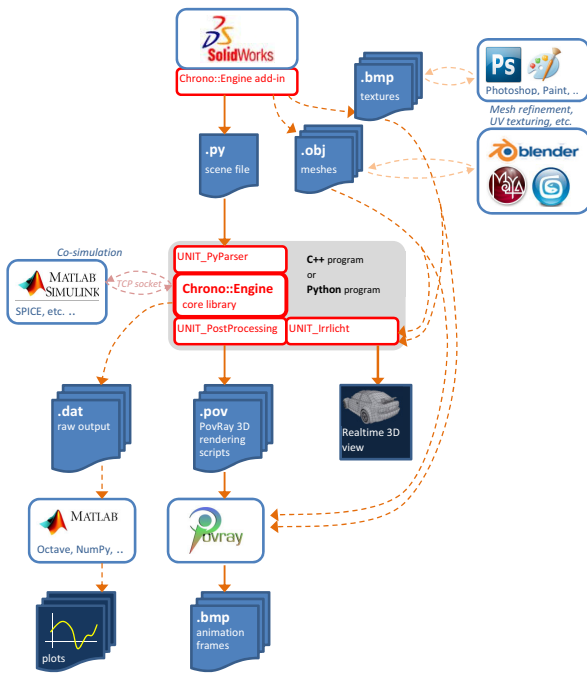 SolidWorks
Chrono::Engine add-in
.bmp
textures
Ps
Photoshop, Paint, ..
Mesh refinement,
UV texturing, etc.
.py
scene file
.obj
meshes
blender
MAYA
Co-simulation
MATLAB
SIMULINK
SPICE, etc. ..
TCP socket
UNIT_PyParser
Chrono::Engine
core library
UNIT_PostProcessing
UNIT_Irrlicht
C++ program
or
Python program
.dat
raw output
.pov
PovRay 3D
rendering
scripts
Realtime 3D
view
MATLAB
Octave, NumPy, ..
Povray
plots
.bmp
animation
frames